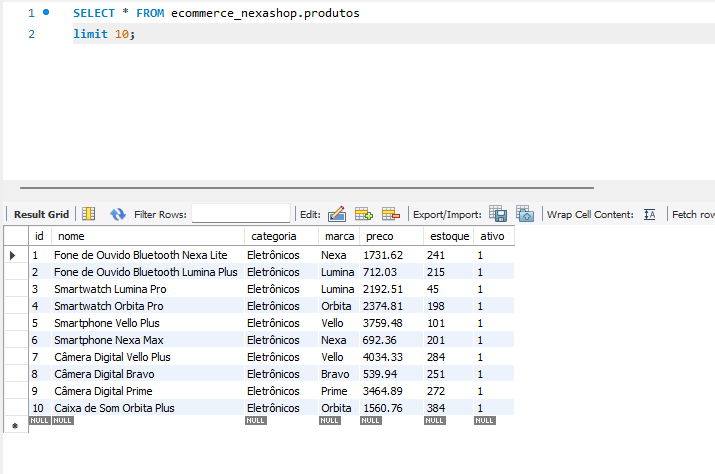 1 SELECT * FROM ecommerce_nexashop.produtos
2 limit 10;
Result Grid Filter Rows: Edit: Export/Import: Wrap Cell Content: Fetch row
id nome categoria marca preco estoque ativo
1 Fone de Ouvido Bluetooth Nexa Lite Eletrônicos Nexa 1731.62 241 1
2 Fone de Ouvido Bluetooth Lumina Plus Eletrônicos Lumina 712.03 215 1
3 Smartwatch Lumina Pro Eletrônicos Lumina 2192.51 45 1
4 Smartwatch Orbita Pro Eletrônicos Orbita 2374.81 198 1
5 Smartphone Vello Plus Eletrônicos Vello 3759.48 101 1
6 Smartphone Nexa Max Eletrônicos Nexa 692.36 201 1
7 Câmera Digital Vello Plus Eletrônicos Vello 4034.33 284 1
8 Câmera Digital Bravo Eletrônicos Bravo 539.94 251 1
9 Câmera Digital Prime Eletrônicos Prime 3464.89 272 1
10 Caixa de Som Orbita Plus Eletrônicos Orbita 1560.76 384 1
NULL NULL NULL NULL NULL NULL NULL